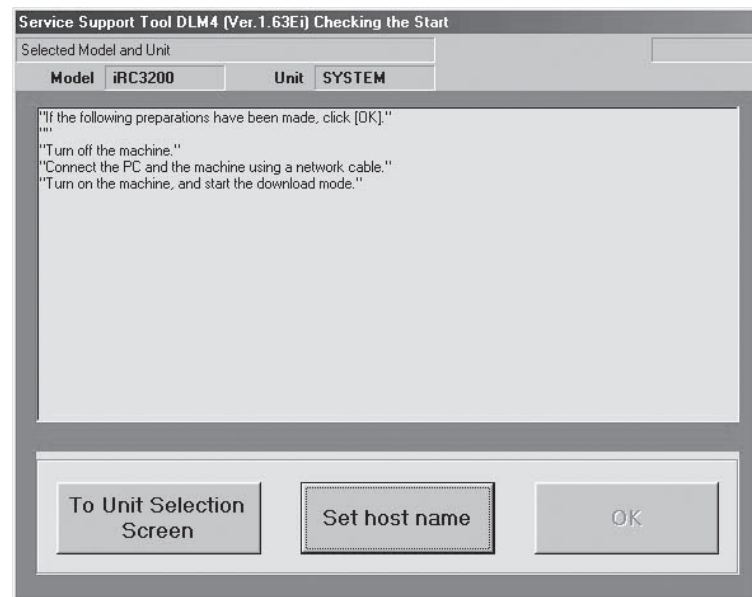 Service Support Tool DLM4 (Ver.1.63Ei) Checking the Start
Selected Model and Unit
Model iRC3200 Unit SYSTEM
"If the following preparations have been made, click [OK]."
""
"Turn off the machine."
"Connect the PC and the machine using a network cable."
"Turn on the machine, and start the download mode."
To Unit Selection
Screen
Set host name
OK